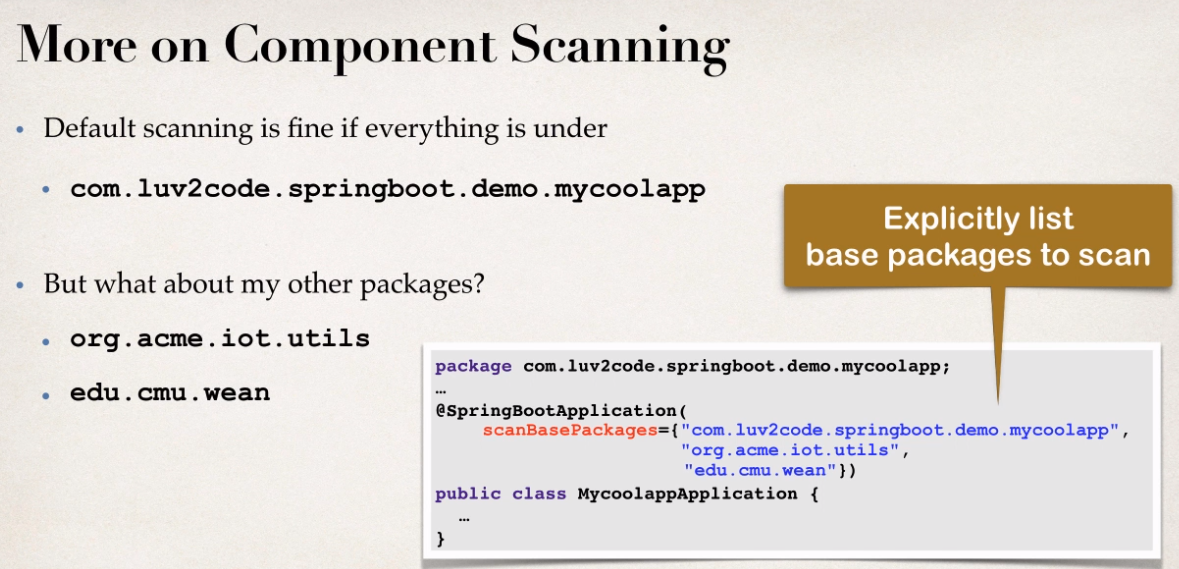 More on Component Scanning
• Default scanning is fine if everything is under
• com.luv2code.springboot.demo.mycoolapp
• But what about my other packages?
• org.acme.iot.utils
• edu.cmu.wean
Explicitly list
base packages to scan
package com.luv2code.springboot.demo.mycoolapp;
…
@SpringBootApplication(
scanBasePackages={"com.luv2code.springboot.demo.mycoolapp",
"org.acme.iot.utils",
"edu.cmu.wean"})
public class MycoolappApplication {
…
}